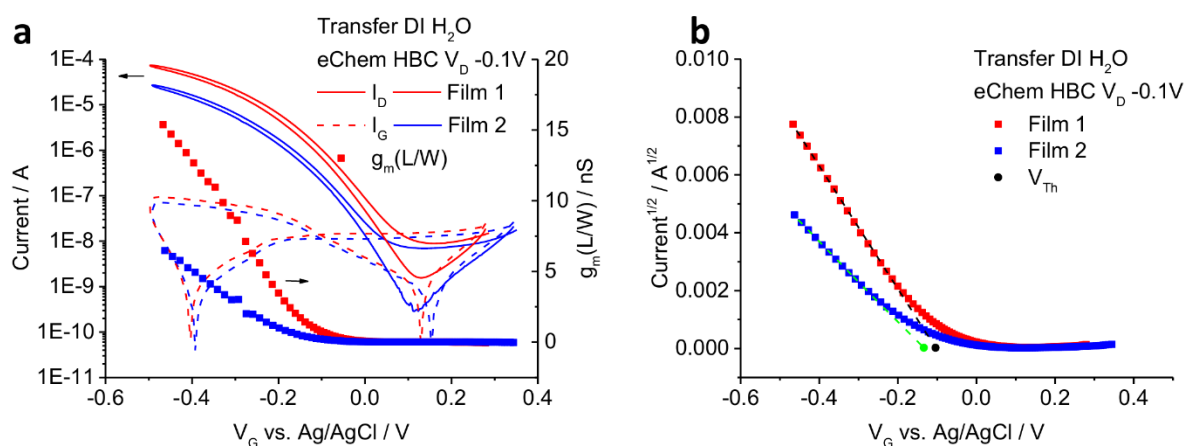 a
Transfer DI H2O
eChem HBC VD -0.1V
ID Film 1
IG Film 2
gm(L/W)
1E-4
1E-5
1E-6
1E-7
1E-8
1E-9
1E-10
1E-11
Current / A
20
15
10
5
0
gm(L/W) / nS
-0.6 -0.4 -0.2 0.0 0.2 0.4
VG vs. Ag/AgCl / V
b
Transfer DI H2O
eChem HBC VD -0.1V
Film 1
Film 2
VTh
0.010
0.008
0.006
0.004
0.002
0.000
Current1/2 / A1/2
-0.6 -0.4 -0.2 0.0 0.2 0.4
VG vs. Ag/AgCl / V